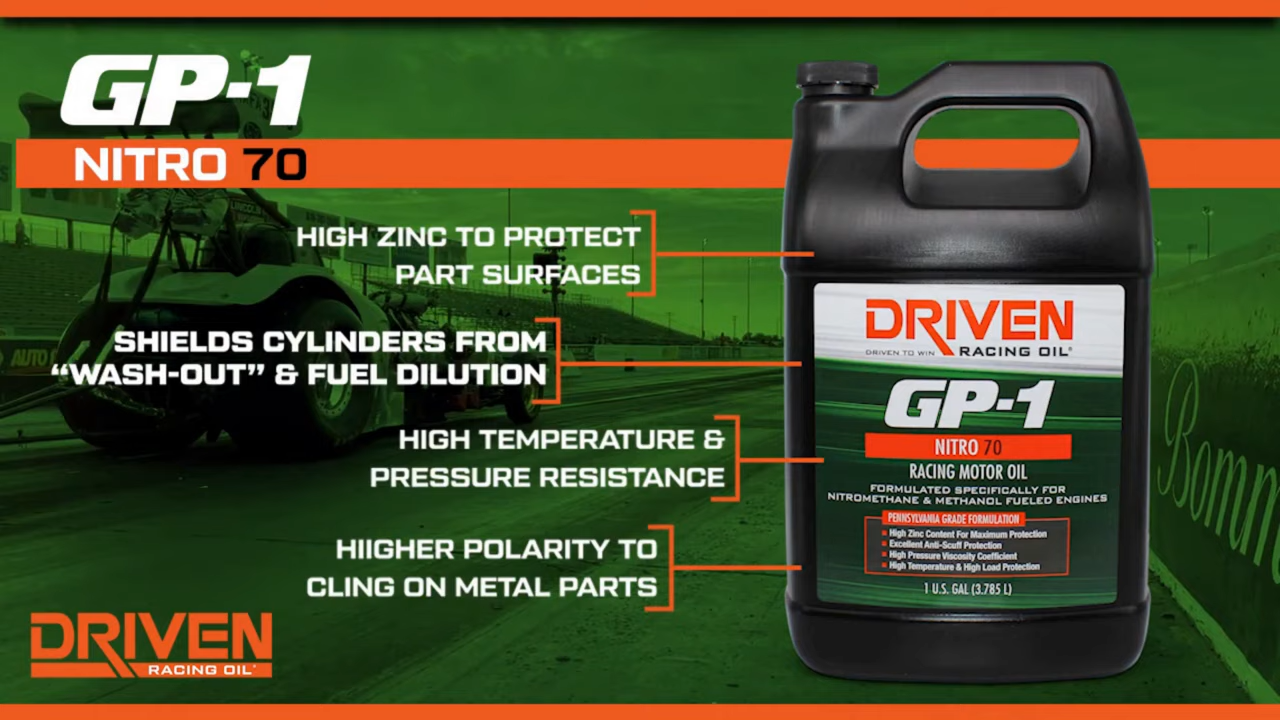 GP-1
NITRO 70
HIGH ZINC TO PROTECT
PART SURFACES
SHIELDS CYLINDERS FROM
“WASH-OUT” & FUEL DILUTION
HIGH TEMPERATURE &
PRESSURE RESISTANCE
HIIGHER POLARITY TO
CLING ON METAL PARTS
DRIVEN
RACING OIL®
DRIVEN
DRIVEN TO WIN RACING OIL®
GP-1
NITRO 70
RACING MOTOR OIL
FORMULATED SPECIFICALLY FOR
NITROMETHANE & METHANOL FUELED ENGINES
PENNSYLVANIA GRADE FORMULATION
High Zinc Content For Maximum Protection
Excellent Anti-Scuff Protection
High Pressure Viscosity Coefficient
High Temperature & High Load Protection
1 U.S. GAL (3.785 L)
AUTO
Bomm